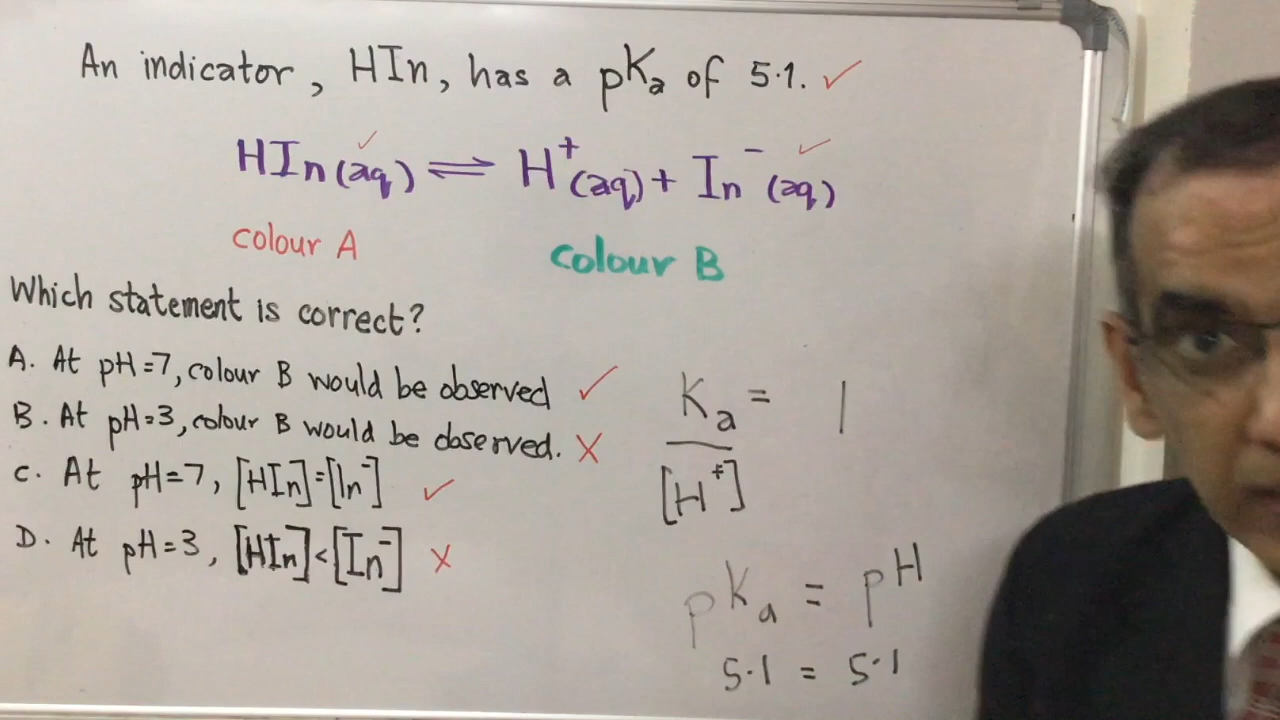 An indicator, HIn, has a pKa of 5·1. ✓
HIn(aq) ⇌ H⁺(aq) + In⁻(aq)
colour A
colour B
Which statement is correct?
A. At pH=7, colour B would be observed ✓
B. At pH=3, colour B would be observed. X
C. At pH=7, [HIn]=[In⁻] ✓
D. At pH=3, [HIn]<[In⁻] X
Ka = 1
[H⁺]
pKa = pH
5·1 = 5·1